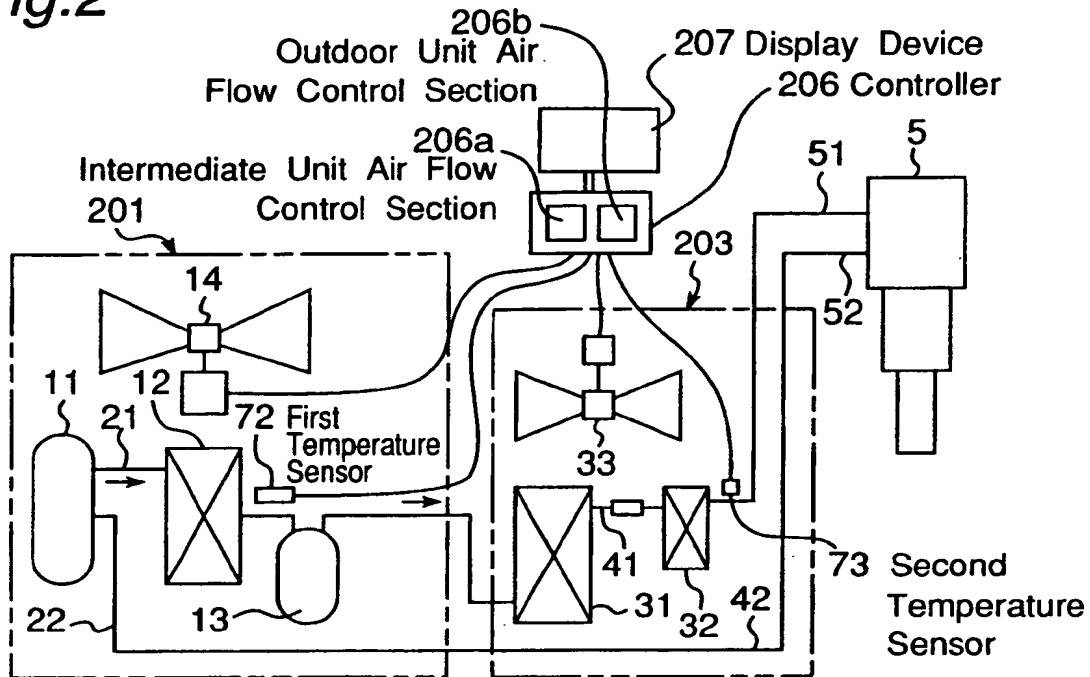 Fig.2
206b
Outdoor Unit Air
Flow Control Section
207 Display Device
206 Controller
206a
Intermediate Unit Air Flow
Control Section
201
5
51
52
203
14
12
11
21
72 First
Temperature
Sensor
33
41
73 Second
Temperature
Sensor
22
13
31
32
42